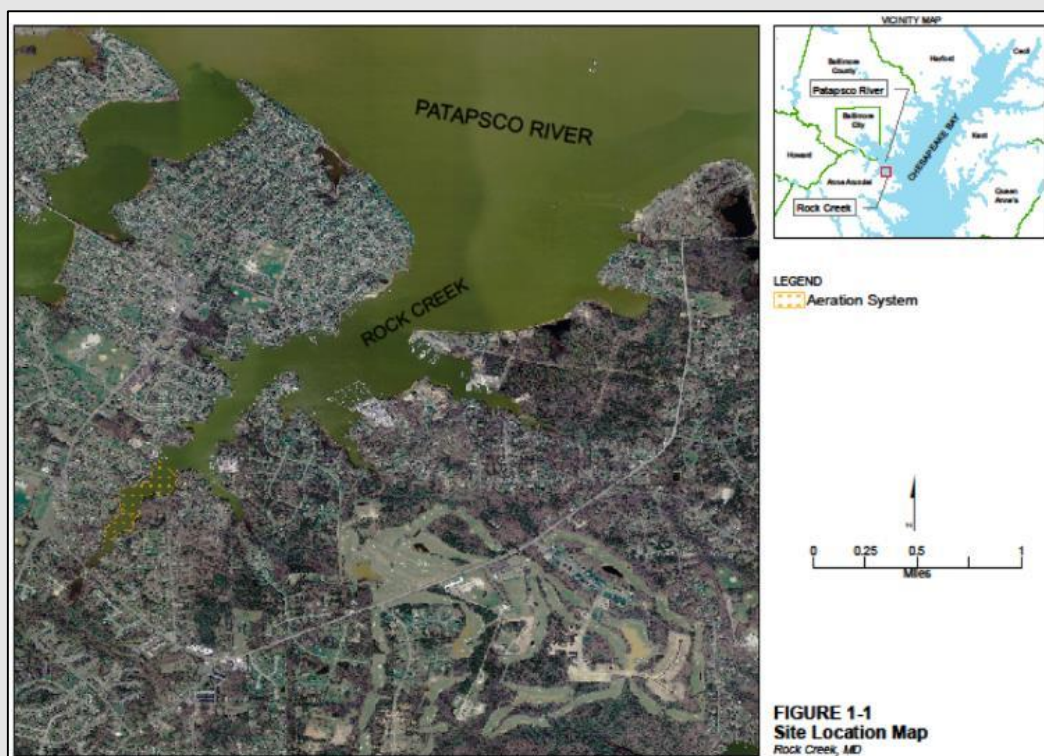 VICINITY MAP
PATAPSCO RIVER
ROCK CREEK
Baltimore
County
Harford
Cecil
Patapsco River
Baltimore
City
CHESAPEAKE BAY
Kent
Howard
Anne Arundel
Queen
Anne's
Rock Creek
LEGEND
Aeration System
N
0 0.25 0.5 1
Miles
FIGURE 1-1
Site Location Map
Rock Creek, MD